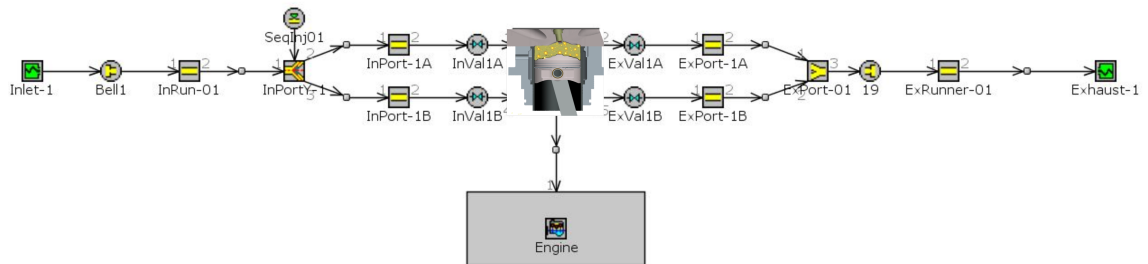 SeqInj01
Inlet-1
Bell1
InRun-01
InPortY-1
InPort-1A
InVal1A
ExVal1A
ExPort-1A
InPort-1B
InVal1B
ExVal1B
ExPort-1B
ExPort-01
19
ExRunner-01
Exhaust-1
1
Engine